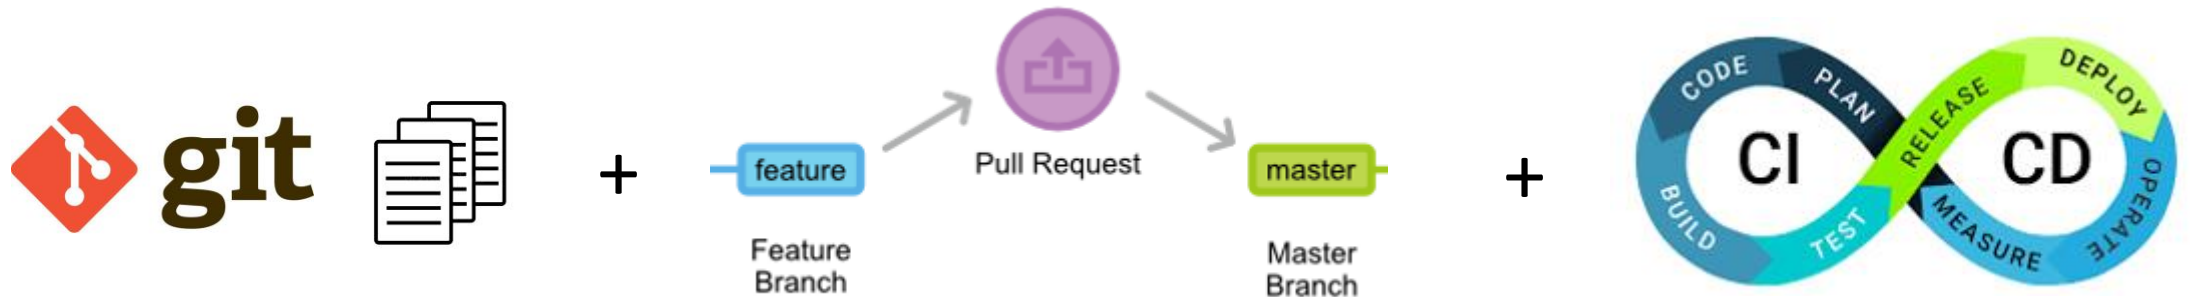 git
+
feature
Feature
Branch
Pull Request
master
Master
Branch
+
CI
CODE
PLAN
BUILD
TEST
RELEASE
CD
DEPLOY
OPERATE
MEASURE